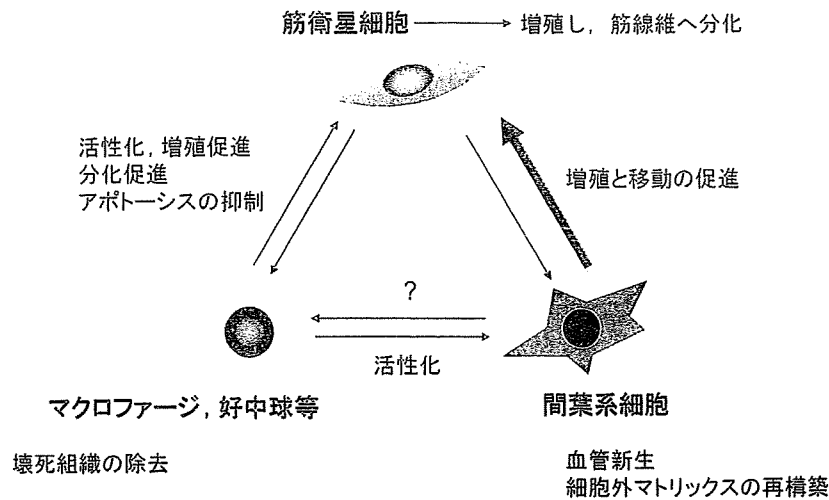 筋衛星細胞
増殖し，筋線維へ分化
活性化，増殖促進
分化促進
アポトーシスの抑制
増殖と移動の促進
?
活性化
マクロファージ，好中球等
間葉系細胞
壊死組織の除去
血管新生
細胞外マトリックスの再構築